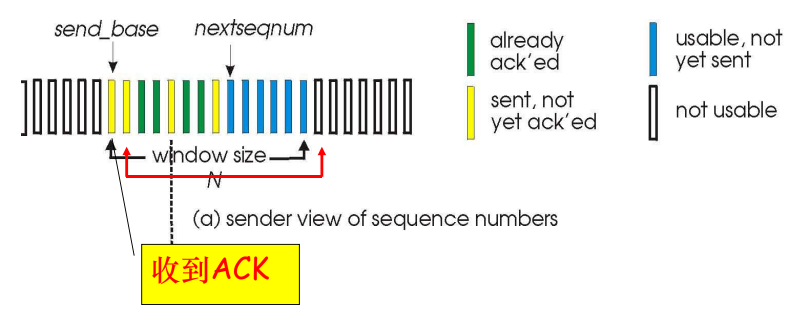 send_base
nextseqnum
already
ack'ed
usable, not
yet sent
sent, not
yet ack'ed
not usable
window size
N
(a) sender view of sequence numbers
收到ACK